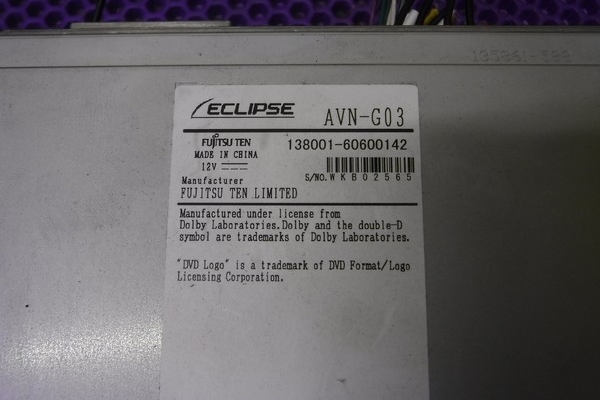 ECLIPSE AVN-G03
FUJITSU TEN 138001-60600142
MADE IN CHINA
12V
S/NO. WKB02565
Manufacturer
FUJITSU TEN LIMITED
Manufactured under license from
Dolby Laboratories. Dolby and the double-D
symbol are trademarks of Dolby Laboratories.
"DVD Logo" is a trademark of DVD Format/Logo
Licensing Corporation.